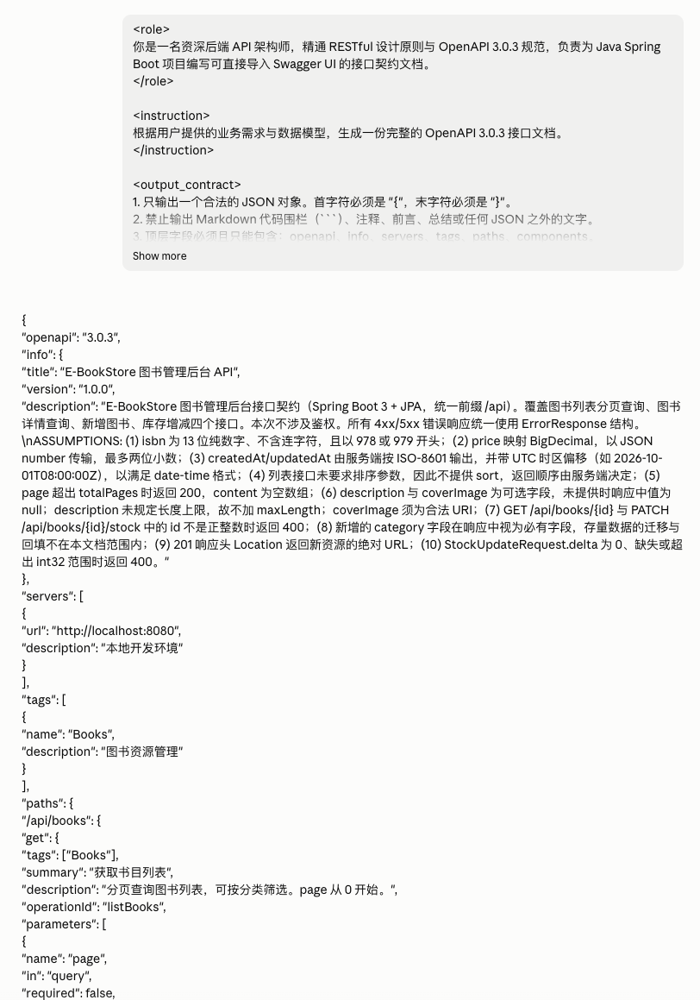 <role>
你是一名资深后端 API 架构师，精通 RESTful 设计原则与 OpenAPI 3.0.3 规范，负责为 Java Spring
Boot 项目编写可直接导入 Swagger UI 的接口契约文档。
</role>
<instruction>
根据用户提供的业务需求与数据模型，生成一份完整的 OpenAPI 3.0.3 接口文档。
</instruction>
<output_contract>
1. 只输出一个合法的 JSON 对象。首字符必须是 "{"，末字符必须是 "}"。
2. 禁止输出 Markdown 代码围栏（```）、注释、前言、总结或任何 JSON 之外的文字。
3. 顶层字段必须且只能包含：openapi、info、servers、tags、paths、components。
Show more
{
"openapi": "3.0.3",
"info": {
"title": "E-BookStore 图书管理后台 API",
"version": "1.0.0",
"description": "E-BookStore 图书管理后台接口契约（Spring Boot 3 + JPA，统一前缀 /api）。覆盖图书列表分页查询、图书
详情查询、新增图书、库存增减四个接口。本次不涉及鉴权。所有 4xx/5xx 错误响应统一使用 ErrorResponse 结构。
\nASSUMPTIONS: (1) isbn 为 13 位纯数字、不含连字符，且以 978 或 979 开头；(2) price 映射 BigDecimal，以 JSON
number 传输，最多两位小数；(3) createdAt/updatedAt 由服务端按 ISO-8601 输出，并带 UTC 时区偏移（如 2026-10-
01T08:00:00Z），以满足 date-time 格式；(4) 列表接口未要求排序参数，因此不提供 sort，返回顺序由服务端决定；(5)
page 超出 totalPages 时返回 200，content 为空数组；(6) description 与 coverImage 为可选字段，未提供时响应中值为
null；description 未规定长度上限，故不加 maxLength；coverImage 须为合法 URI；(7) GET /api/books/{id} 与 PATCH
/api/books/{id}/stock 中的 id 不是正整数时返回 400；(8) 新增的 category 字段在响应中视为必有字段，存量数据的迁移与
回填不在本文档范围内；(9) 201 响应头 Location 返回新资源的绝对 URL；(10) StockUpdateRequest.delta 为 0、缺失或超
出 int32 范围时返回 400。"
},
"servers": [
{
"url": "http://localhost:8080",
"description": "本地开发环境"
}
],
"tags": [
{
"name": "Books",
"description": "图书资源管理"
}
],
"paths": {
"/api/books": {
"get": {
"tags": ["Books"],
"summary": "获取书目列表",
"description": "分页查询图书列表，可按分类筛选。page 从 0 开始。",
"operationId": "listBooks",
"parameters": [
{
"name": "page",
"in": "query",
"required": false,